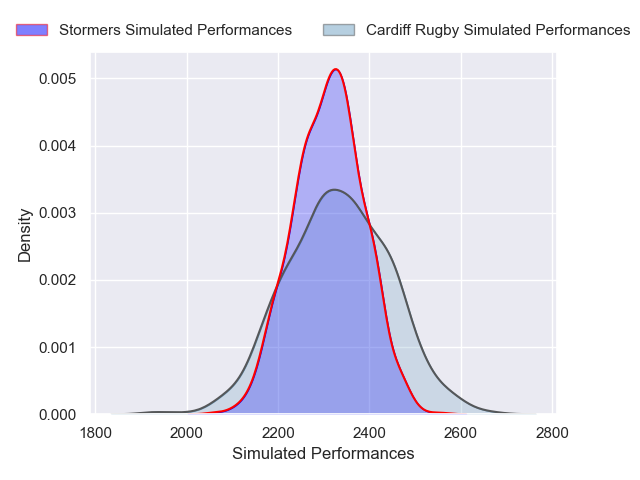 Stormers Simulated Performances
Cardiff Rugby Simulated Performances
0.005
0.004
0.003
0.002
0.001
0.000
Density
1800 2000 2200 2400 2600 2800
Simulated Performances